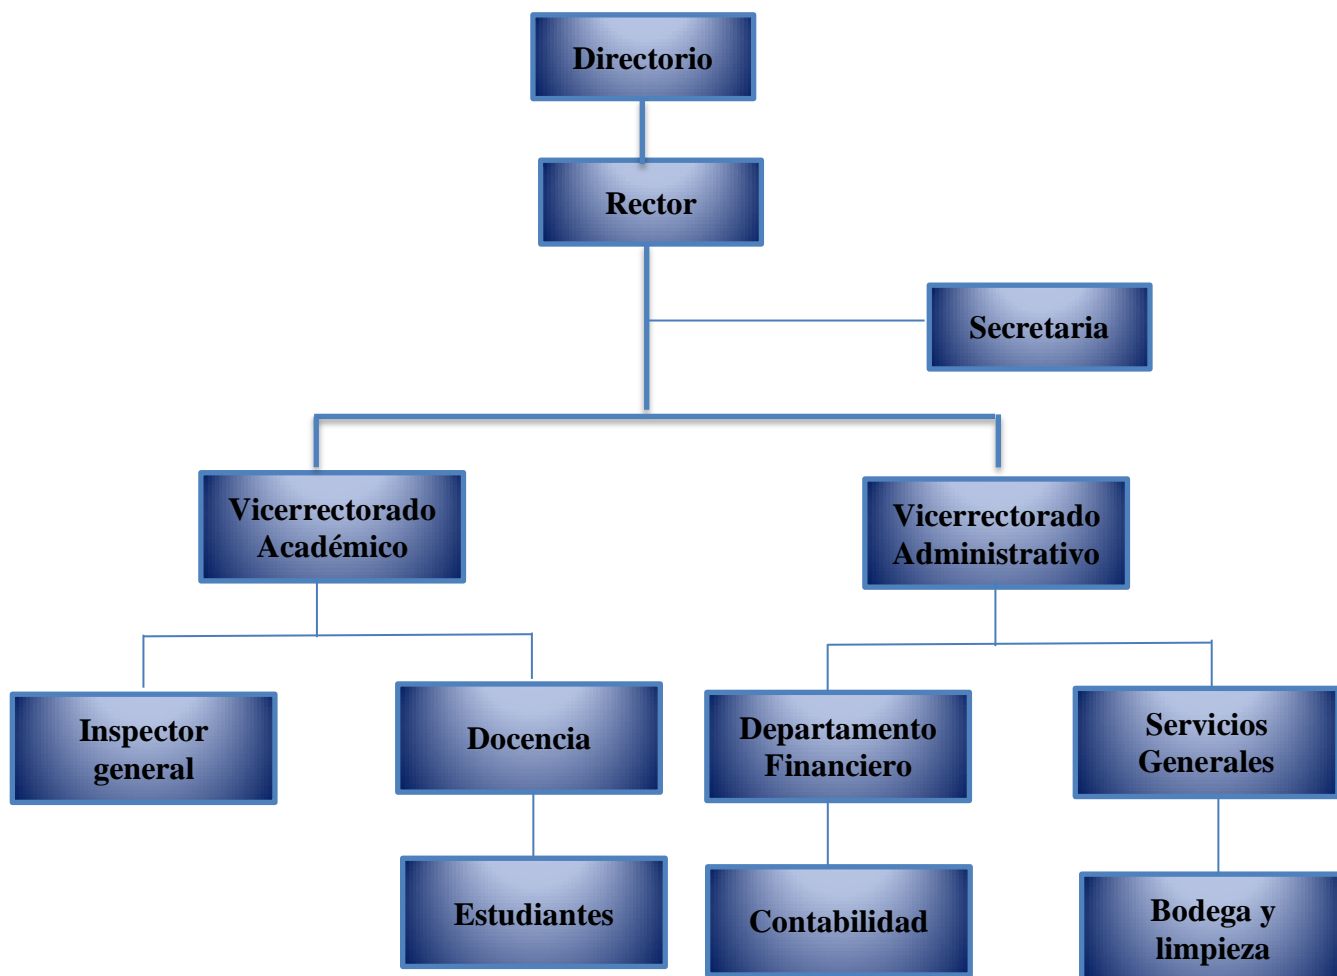 Directorio
Rector
Secretaria
Vicerrectorado
Académico
Vicerrectorado
Administrativo
Inspector
general
Docencia
Departamento
Financiero
Servicios
Generales
Estudiantes
Contabilidad
Bodega y
limpieza